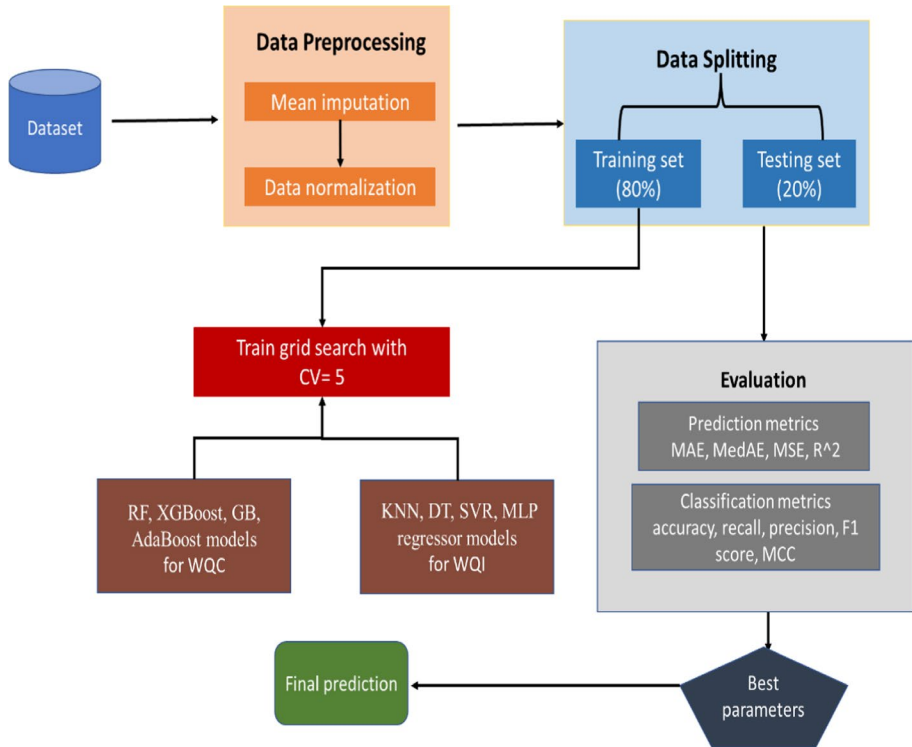 Data Preprocessing
Data Splitting
Dataset
Mean imputation
Data normalization
Training set
(80%)
Testing set
(20%)
Train grid search with
CV= 5
Evaluation
Prediction metrics
MAE, MedAE, MSE, R^2
Classification metrics
accuracy, recall, precision, F1
score, MCC
RF, XGBoost, GB,
AdaBoost models
for WQC
KNN, DT, SVR, MLP
regressor models
for WQI
Final prediction
Best
parameters